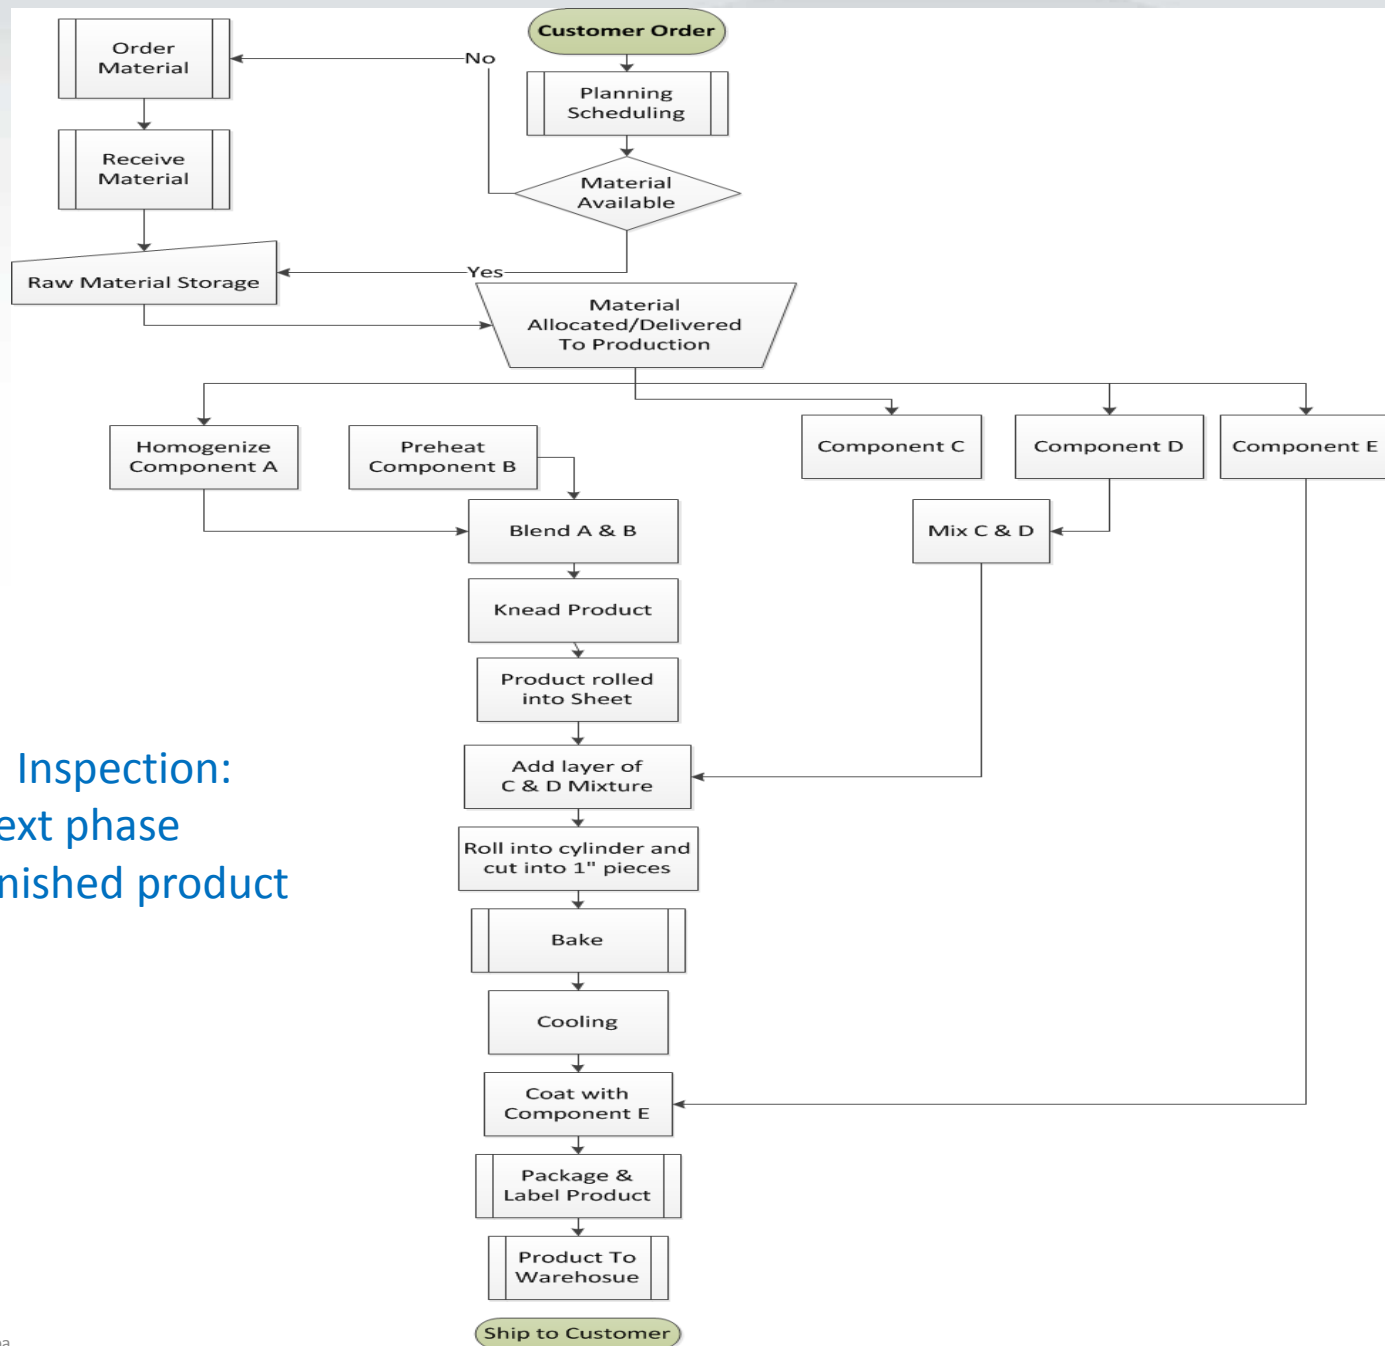 Customer Order
Order
Material
No
Planning
Scheduling
Receive
Material
Material
Available
Raw Material Storage
Yes
Material
Allocated/Delivered
To Production
Homogenize
Component A
Preheat
Component B
Component C
Component D
Component E
Blend A & B
Mix C & D
Knead Product
Product rolled
into Sheet
Inspection:
ext phase
nished product
Add layer of
C & D Mixture
Roll into cylinder and
cut into 1" pieces
Bake
Cooling
Coat with
Component E
Package &
Label Product
Product To
Warehosue
Ship to Customer